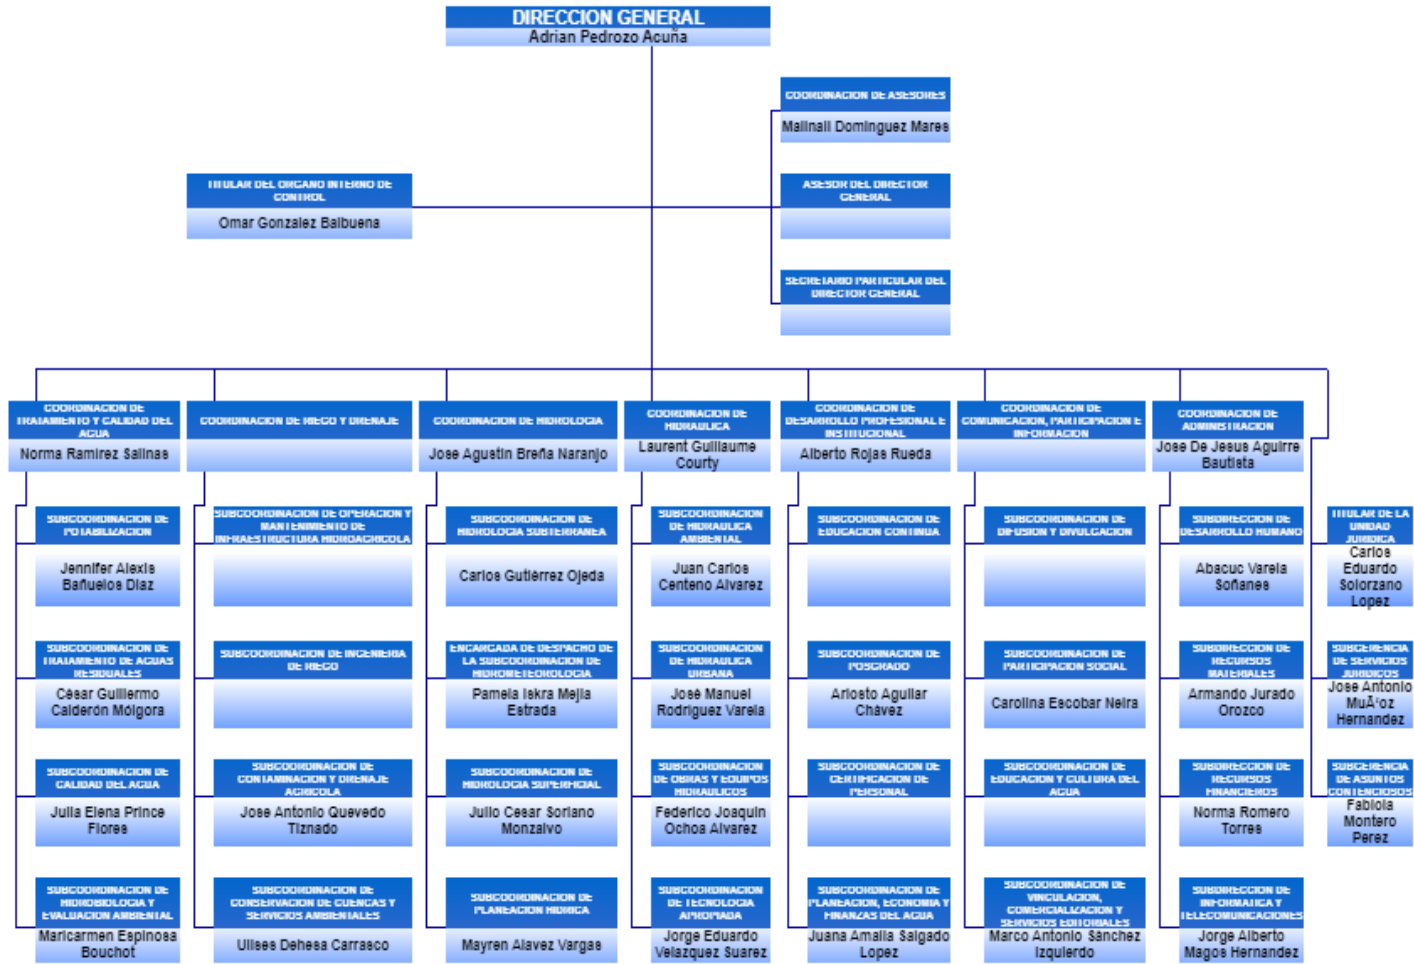 DIRECCION GENERAL
Adrian Pedrozo Acuña
COORDINACION DE ASESORES
Malinali Dominguez Mares
TITULAR DEL ORGANO INTERNO DE
CONTROL
Omar Gonzalez Balbuena
ASESOR DEL DIRECTOR
GENERAL
SECRETARIO PARTICULAR DEL
DIRECTOR GENERAL
COORDINACION DE
TRATAMIENTO Y CALIDAD DEL
AGUA
Norma Ramirez Salinas
COORDINACION DE RIEGO Y DRENAJE
COORDINACION DE HIDROLOGIA
Jose Agustin Breña Naranjo
COORDINACION DE
HIDRAULICA
Laurent Guillaume
Courty
COORDINACION DE
DESARROLLO PROFESIONAL E
INSTITUCIONAL
Alberto Rojas Rueda
COORDINACION DE
COMUNICACION, PARTICIPACION E
INFORMACION
COORDINACION DE
ADMINISTRACION
Jose De Jesus Aguirre
Bautista
SUBCOORDINACION DE
POTABILIZACION
Jennifer Alexis
Bañuelos Diaz
SUBCOORDINACION DE OPERACION Y
MANTENIMIENTO DE
INFRAESTRUCTURA HIDROAGRICOLA
SUBCOORDINACION DE
HIDROLOGIA SUBTERRANEA
Carlos Gutiérrez Ojeda
SUBCOORDINACION
DE HIDRAULICA
AMBIENTAL
Juan Carlos
Centeno Alvarez
SUBCOORDINACION DE
EDUCACION CONTINUA
SUBCOORDINACION DE
DIFUSION Y DIVULGACION
SUBDIRECCION DE
DESARROLLO HUMANO
Abacuc Varela
Soñanes
TITULAR DE LA
UNIDAD
JURIDICA
Carlos
Eduardo
Solorzano
Lopez
SUBCOORDINACION DE
TRATAMIENTO DE AGUAS
RESIDUALES
César Guillermo
Calderón Mólgora
SUBCOORDINACION DE INGENIERIA
DE RIEGO
ENCARGADA DE DESPACHO DE
LA SUBCOORDINACION DE
HIDROMETEOROLOGIA
Pamela Iskra Mejia
Estrada
SUBCOORDINACION
DE HIDRAULICA
URBANA
José Manuel
Rodriguez Varela
SUBCOORDINACION DE
POSGRADO
Ariosto Aguilar
Chávez
SUBCOORDINACION DE
PARTICIPACION SOCIAL
Carolina Escobar Neira
SUBDIRECCION DE
RECURSOS
MATERIALES
Armando Jurado
Orozco
SUBGERENCIA
DE SERVICIOS
JURIDICOS
Jose Antonio
MuÃ‘oz
Hernandez
SUBCOORDINACION DE
CALIDAD DEL AGUA
Julia Elena Prince
Flores
SUBCOORDINACION DE
CONTAMINACION Y DRENAJE
AGRICOLA
Jose Antonio Quevedo
Tiznado
SUBCOORDINACION DE
HIDROLOGIA SUPERFICIAL
Julio Cesar Soriano
Monzalvo
SUBCOORDINACION
DE OBRAS Y EQUIPOS
HIDRAULICOS
Federico Joaquin
Ochoa Alvarez
SUBCOORDINACION DE
CERTIFICACION DE
PERSONAL
SUBCOORDINACION DE
EDUCACION Y CULTURA DEL
AGUA
SUBDIRECCION DE
RECURSOS
FINANCIEROS
Norma Romero
Torres
SUBGERENCIA
DE ASUNTOS
CONTENCIOSOS
Fabiola
Montero
Perez
SUBCOORDINACION DE
HIDROBIOLOGIA Y
EVALUACION AMBIENTAL
Maricarmen Espinosa
Bouchot
SUBCOORDINACION DE
CONSERVACION DE CUENCAS Y
SERVICIOS AMBIENTALES
Ulises Dehesa Carrasco
SUBCOORDINACION DE
PLANEACION HIDRICA
Mayren Alavez Vargas
SUBCOORDINACION
DE TECNOLOGIA
APROPIADA
Jorge Eduardo
Velazquez Suarez
SUBCOORDINACION DE
PLANEACION, ECONOMIA Y
FINANZAS DEL AGUA
Juana Amalia Salgado
Lopez
SUBCOORDINACION DE
VINCULACION,
COMERCIALIZACION Y
SERVICIOS EDITORIALES
Marco Antonio Sánchez
Izquierdo
SUBDIRECCION DE
INFORMATICA Y
TELECOMUNICACIONES
Jorge Alberto
Magos Hernandez